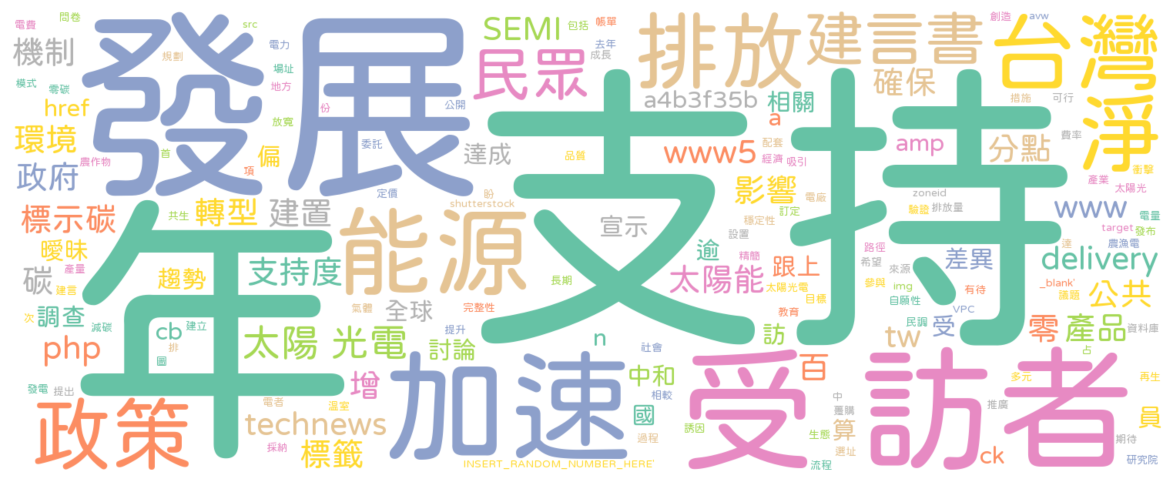 發展
支持
年
能源
加速
受訪者
政策
排放
建言書
台灣
淨
民眾
SEMI
機制
href
環境
政府
標示碳
轉型
建置
曖昧
趨勢
碳
調查
cb
php
太陽
光電
支持度
全球
討論
增
technews
標籤
偏
達成
宣示
a4b3f35b
相關
確保
www5
a
amp
分點
影響
逾
太陽能
跟上
差異
www
delivery
公共
零
產品
tw
受
訪
n
中和
國
百
算
ck
員
電費
問卷
模式
零碳
農作物
產量
建言
次
減碳
共生
首
建立
排
圖
發電
提出
src
規劃
電力
場址
地方
放寬
項
份
委託
公開
定價
盼
shutterstock
氣體
完整性
提升
長期
社會
相較
過程
誘因
電者
溫室
採納
INSERT_RANDOM_NUMBER_HERE
包括
成長
去年
帳單
品質
設置
精簡
太陽光電
目標
教育
配套
經濟
吸引
電廠
訂定
穩定性
zoneid
驗證
排放量
路徑
希望
來源
參與
img
自願性
民調
VPC
有待
創造
avw
措施
可行
費率
衝擊
產業
太陽光
電量
target
發布
農漁電
達
_blank'
議題
資料庫
占
多元
再生
推廣
期待
研究院
中
躉購
生態
選址
流程